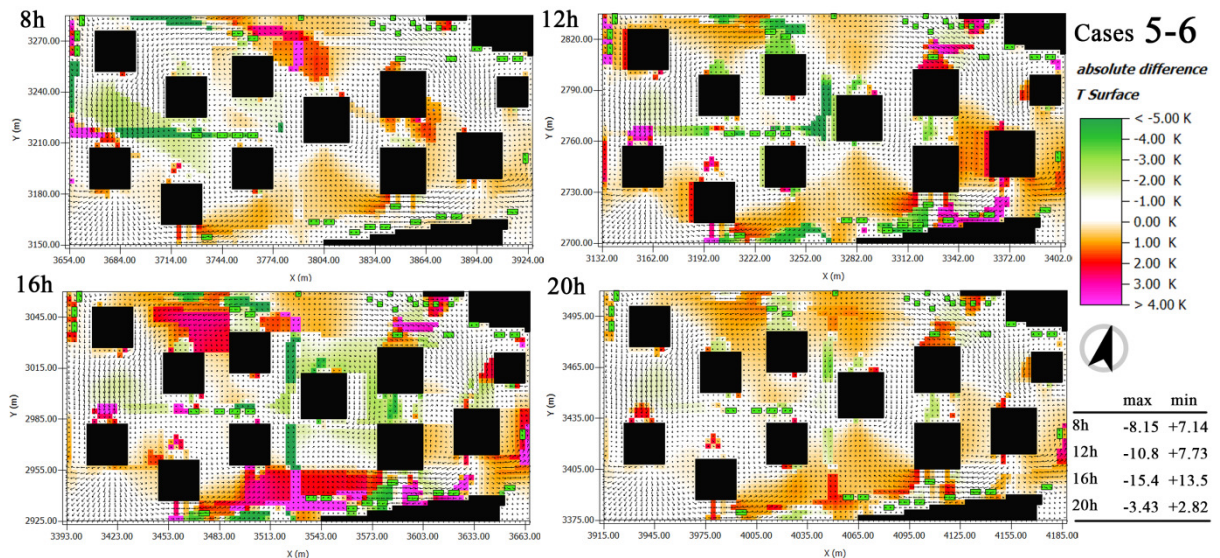 8h
3270.00
3240.00
3210.00
3180.00
3150.00
Y (m)
3654.00 3684.00 3714.00 3744.00 3774.00 3804.00 3834.00 3864.00 3894.00 3924.00
X (m)
12h
2820.00
2790.00
2760.00
2730.00
2700.00
Y (m)
3132.00 3162.00 3192.00 3222.00 3252.00 3282.00 3312.00 3342.00 3372.00 3402.00
X (m)
16h
3045.00
3015.00
2985.00
2955.00
2925.00
Y (m)
3393.00 3423.00 3453.00 3483.00 3513.00 3543.00 3573.00 3603.00 3633.00 3663.00
X (m)
20h
3495.00
3465.00
3435.00
3405.00
3375.00
Y (m)
3915.00 3945.00 3975.00 4005.00 4035.00 4065.00 4095.00 4125.00 4155.00 4185.00
X (m)
Cases 5-6
absolute difference
T Surface
< -5.00 K
-4.00 K
-3.00 K
-2.00 K
-1.00 K
0.00 K
1.00 K
2.00 K
3.00 K
> 4.00 K
max min
8h -8.15 +7.14
12h -10.8 +7.73
16h -15.4 +13.5
20h -3.43 +2.82